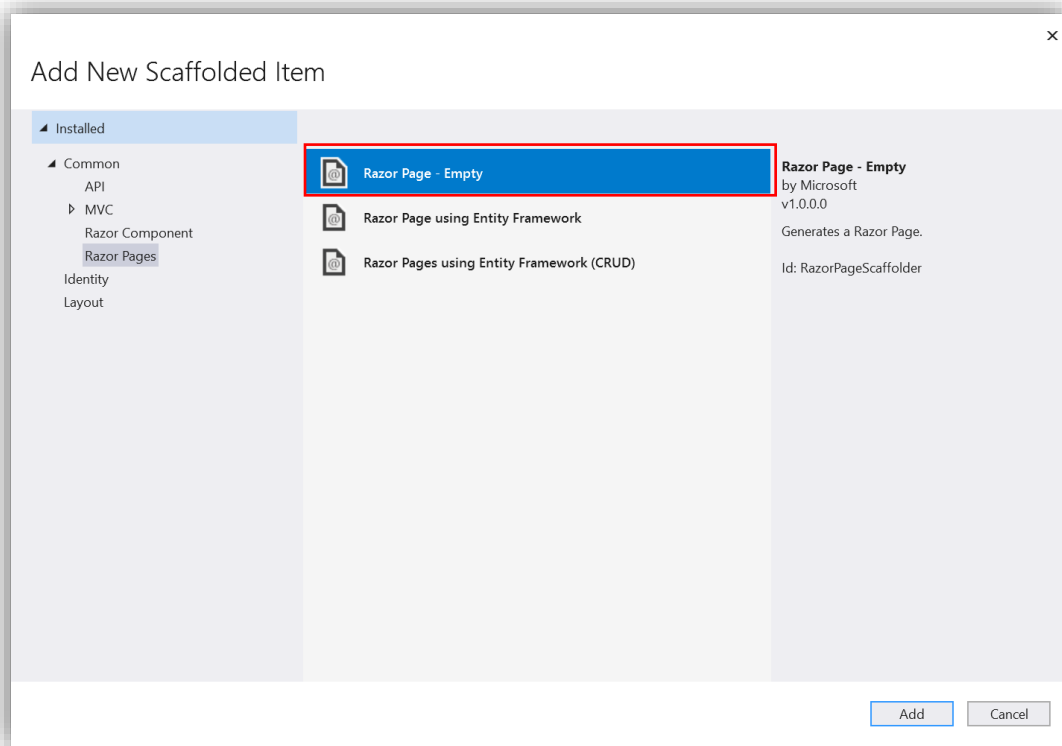 Add New Scaffolded Item
Installed
Common
API
MVC
Razor Component
Razor Pages
Identity
Layout
Razor Page - Empty
Razor Page using Entity Framework
Razor Pages using Entity Framework (CRUD)
Razor Page - Empty
by Microsoft
v1.0.0.0
Generates a Razor Page.
Id: RazorPageScaffolder
Add
Cancel